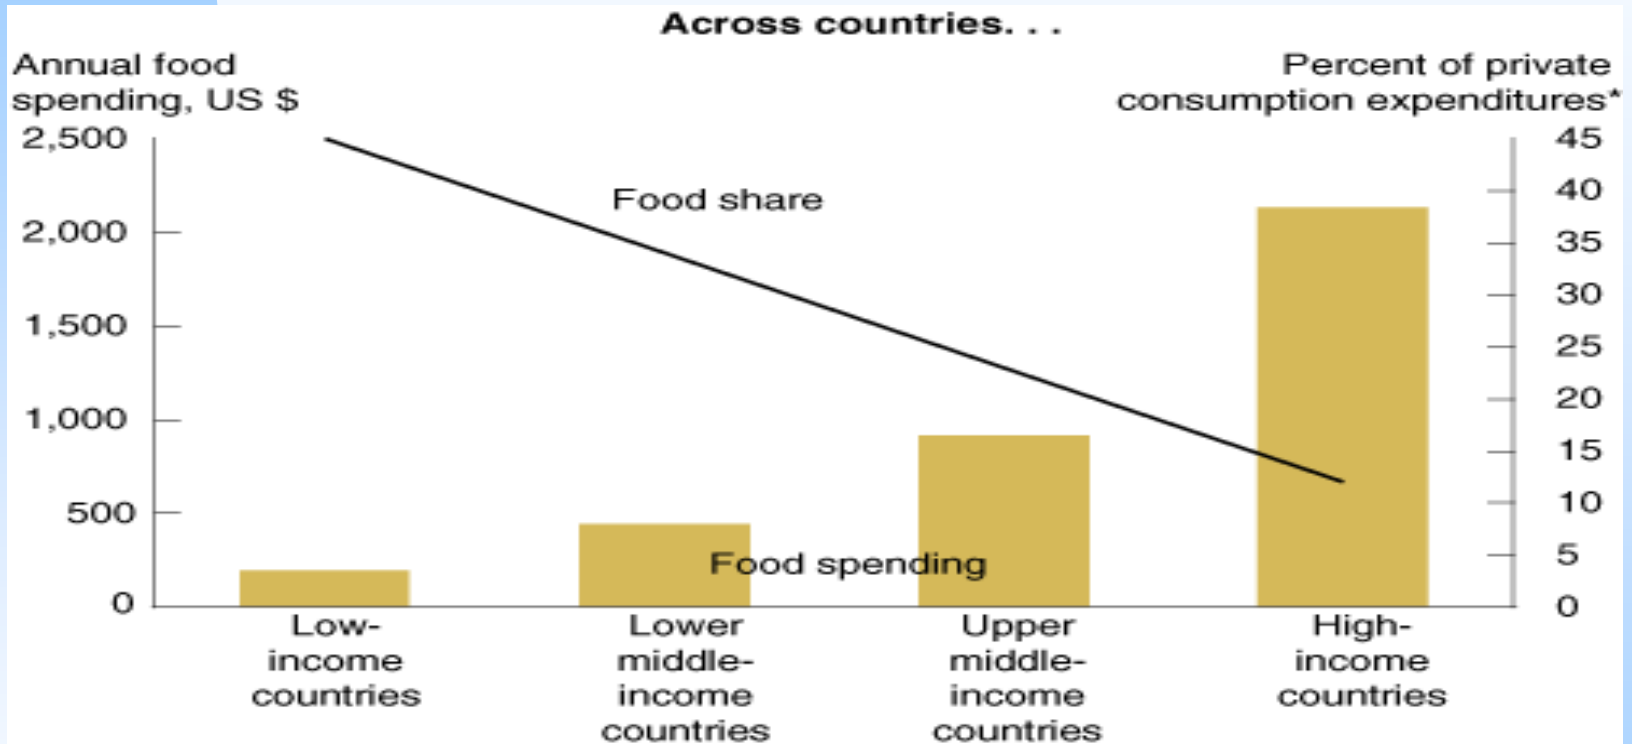 Across countries. . .
Annual food
spending, US $
Percent of private
consumption expenditures*
2,500
2,000
1,500
1,000
500
0
45
40
35
30
25
20
15
10
5
0
Food share
Food spending
Low-
income
countries
Lower
middle-
income
countries
Upper
middle-
income
countries
High-
income
countries